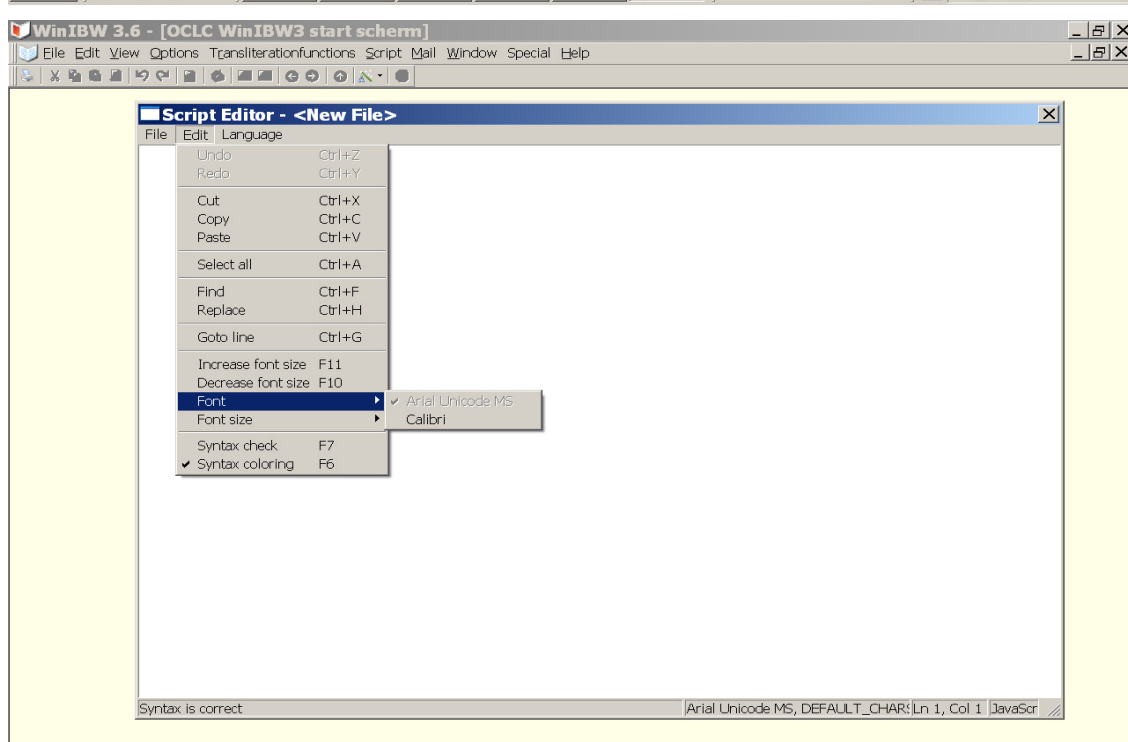 WinIBW 3.6 - [OCLC WinIBW3 start scherm]
File Edit View Options Transliterationfunctions Script Mail Window Special Help
Script Editor - <New File>
File Edit Language
Undo Ctrl+Z
Redo Ctrl+Y
Cut Ctrl+X
Copy Ctrl+C
Paste Ctrl+V
Select all Ctrl+A
Find Ctrl+F
Replace Ctrl+H
Goto line Ctrl+G
Increase font size F11
Decrease font size F10
Font Arial Unicode MS
Font size Calibri
Syntax check F7
Syntax coloring F6
Syntax is correct Arial Unicode MS, DEFAULT_CHARS Ln 1, Col 1 JavaScr